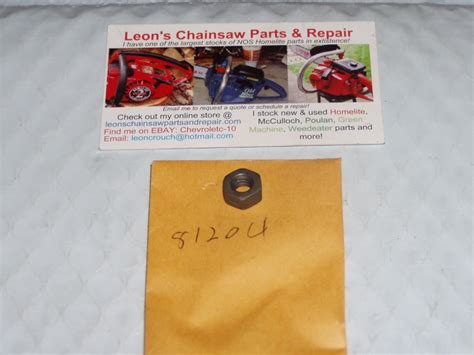 Leon's Chainsaw Parts & Repair
I have one of the largest stocks of NOS Homelite parts in existence!
Email me to request a quote or schedule a repair!
Check out my online store @
leonschainsawpartsandrepair.com
Find me on EBAY: Chevroletc-10
Email: leoncrouch@hotmail.com
I stock new & used Homelite,
McCulloch, Poulan, Green
Machine, Weedeater parts and
more!
81204